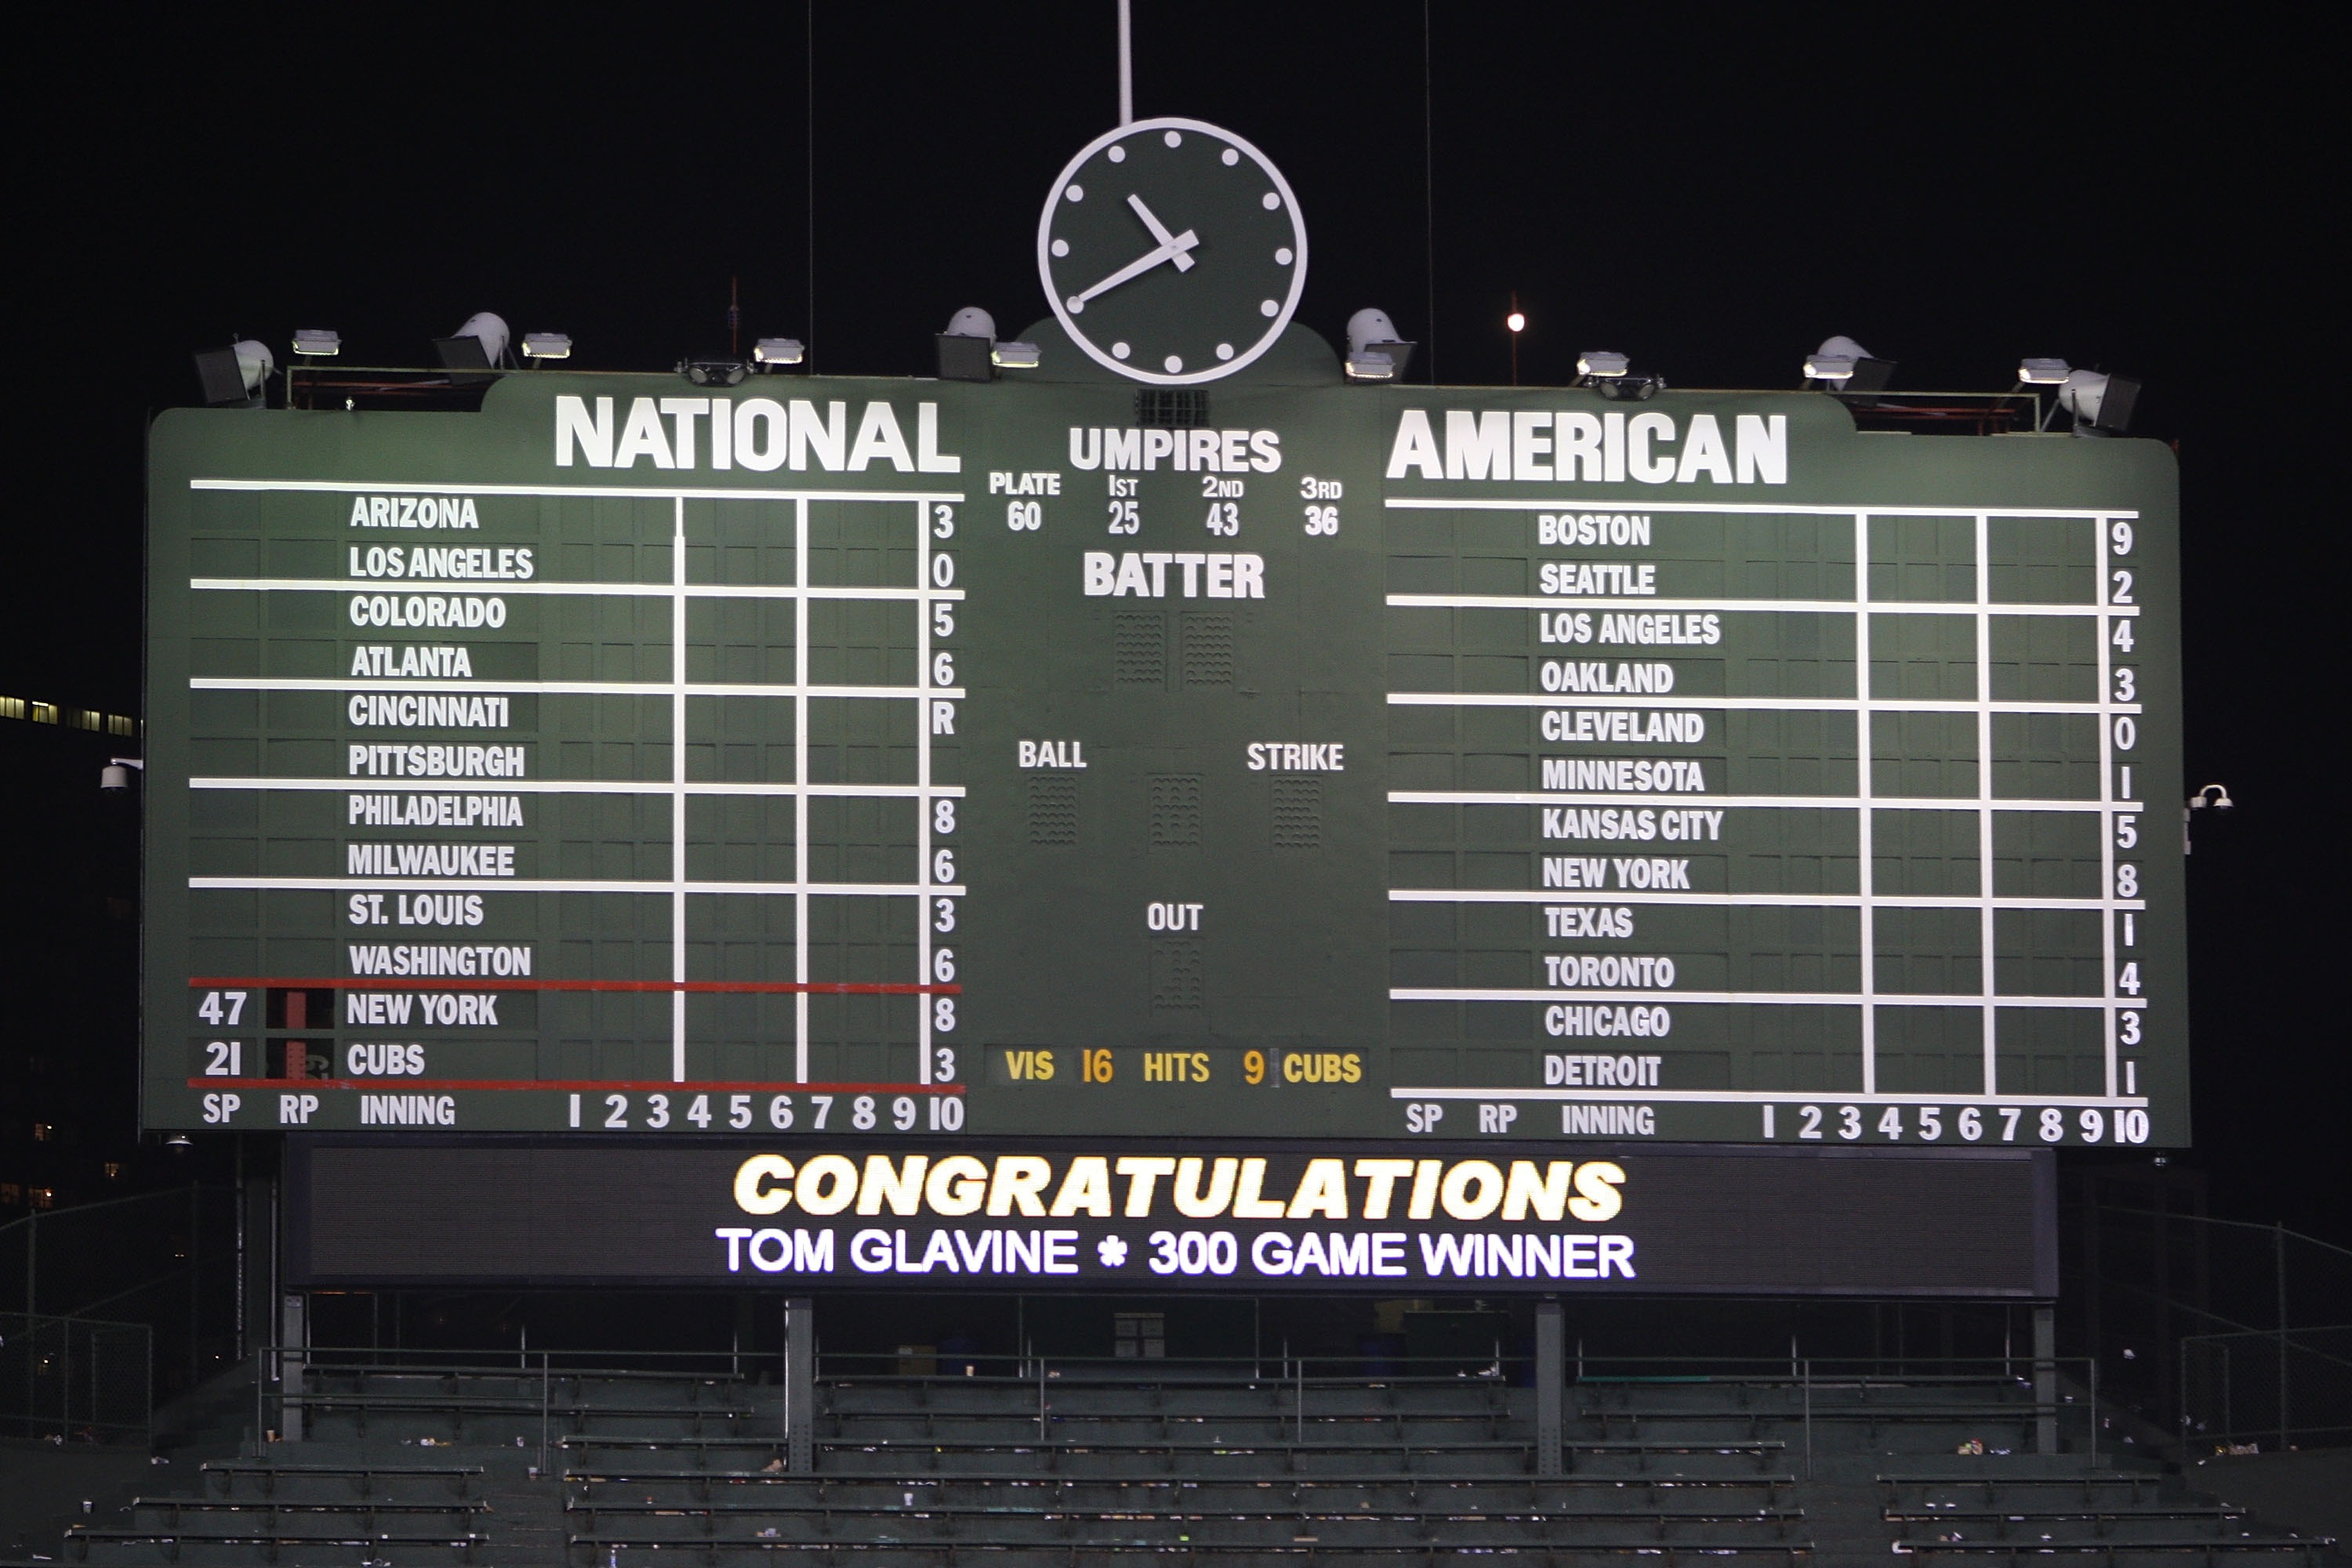 NATIONAL
ARIZONA 3
LOS ANGELES 0
COLORADO 5
ATLANTA 6
CINCINNATI R
PITTSBURGH
PHILADELPHIA 8
MILWAUKEE 6
ST. LOUIS 3
WASHINGTON 6
47 NEW YORK 8
21 CUBS 3
SP RP INNING 1 2 3 4 5 6 7 8 9 10
UMPIRES
PLATE 1ST 2ND 3RD
60 25 43 36
BATTER
BALL STRIKE
OUT
VIS 16 HITS 9 CUBS
AMERICAN
BOSTON 9
SEATTLE 2
LOS ANGELES 4
OAKLAND 3
CLEVELAND 0
MINNESOTA 1
KANSAS CITY 5
NEW YORK 8
TEXAS 1
TORONTO 4
CHICAGO 3
DETROIT 1
SP RP INNING 1 2 3 4 5 6 7 8 9 10
CONGRATULATIONS
TOM GLAVINE * 300 GAME WINNER